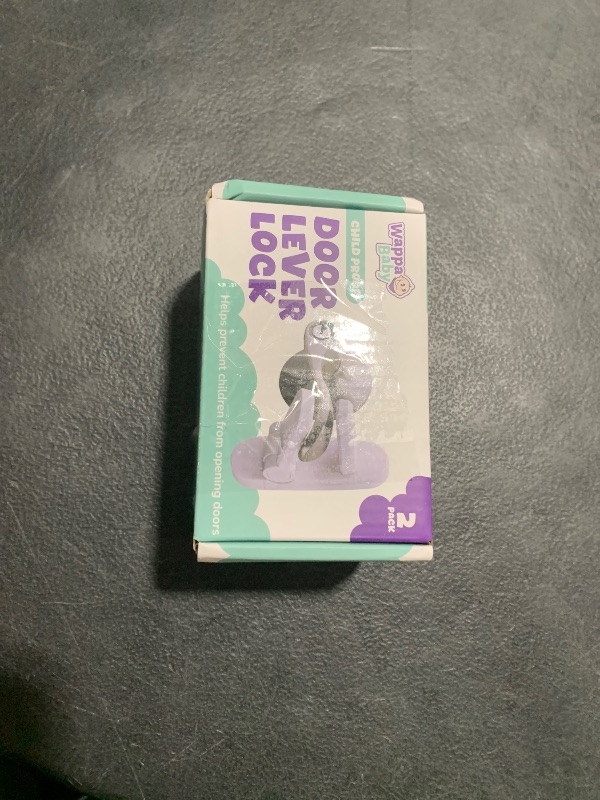 Wappa
Baby
CHILD PROOF
DOOR
LEVER
LOCK
Helps prevent children from opening doors
2
PACK